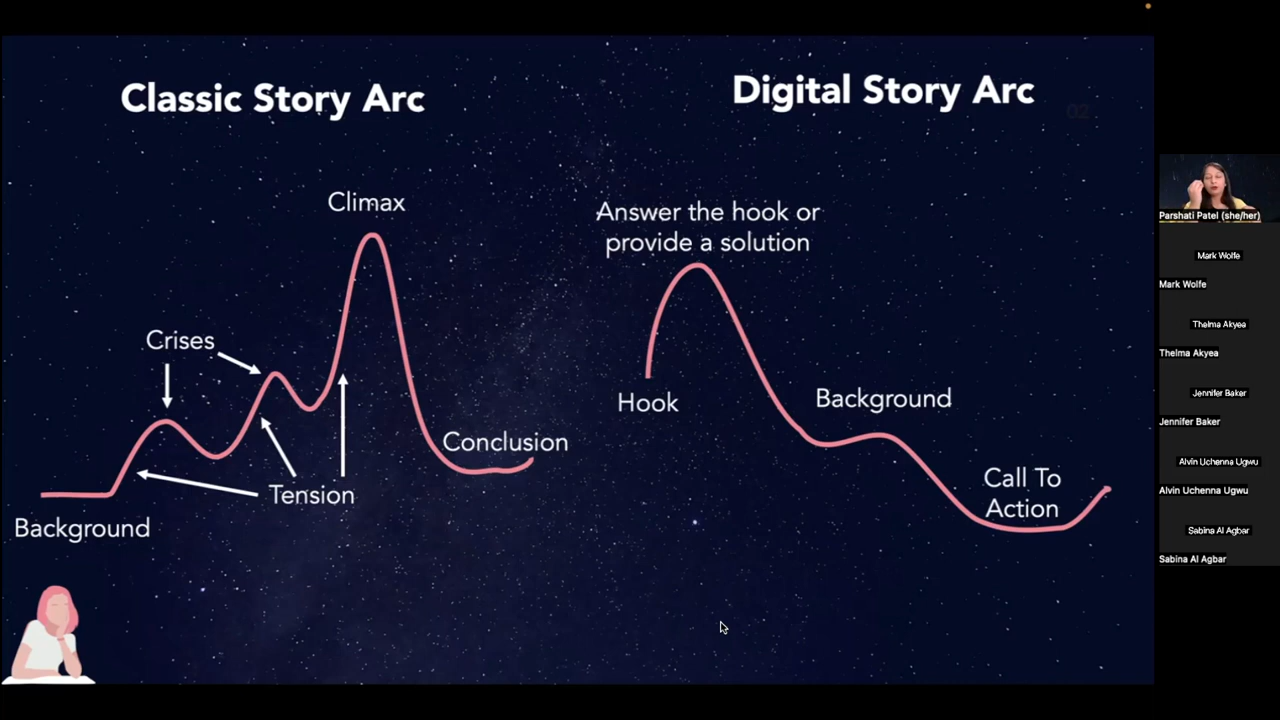 Classic Story Arc
Climax
Crises
Conclusion
Tension
Background
Digital Story Arc
02
Answer the hook or
provide a solution
Hook
Background
Call To
Action
Parshati Patel (she/her)
Mark Wolfe
Mark Wolfe
Thelma Akyea
Thelma Akyea
Jennifer Baker
Jennifer Baker
Alvin Uchenna Ugwu
Alvin Uchenna Ugwu
Sabina Al Agbar
Sabina Al Agbar